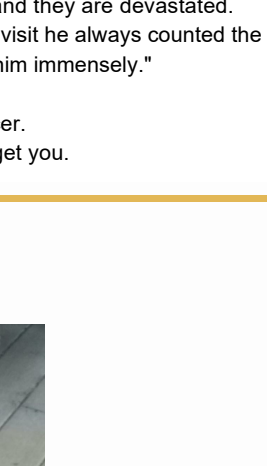 and they are devastated.
visit he always counted the
him immensely."
er.
get you.